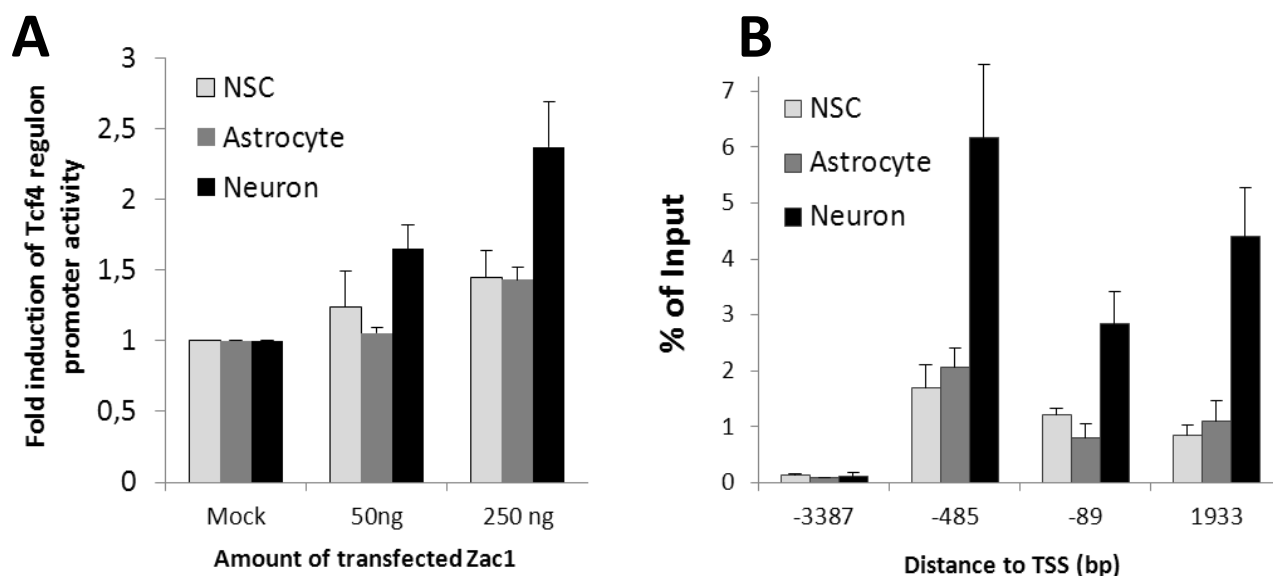 A
Fold induction of Tcf4 regulon
promoter activity
3
2,5
2
1,5
1
0,5
0
NSC
Astrocyte
Neuron
Mock
50ng
250 ng
Amount of transfected Zac1
B
% of Input
7
6
5
4
3
2
1
0
NSC
Astrocyte
Neuron
-3387
-485
-89
1933
Distance to TSS (bp)